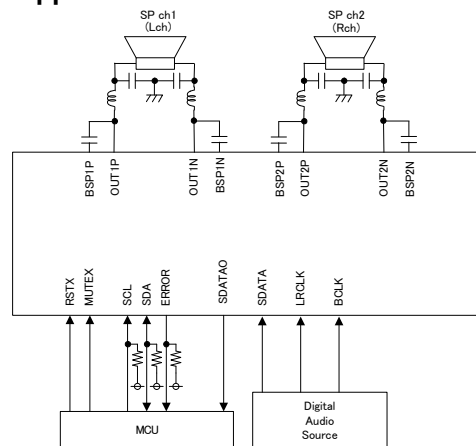 SP ch1
(Lch)
SP ch2
(Rch)
BSP1P
OUT1P
OUT1N
BSP1N
BSP2P
OUT2P
OUT2N
BSP2N
RSTX
MUTEX
SCL
SDA
ERROR
SDATAO
SDATA
LRCLK
BCLK
MCU
Digital
Audio
Source